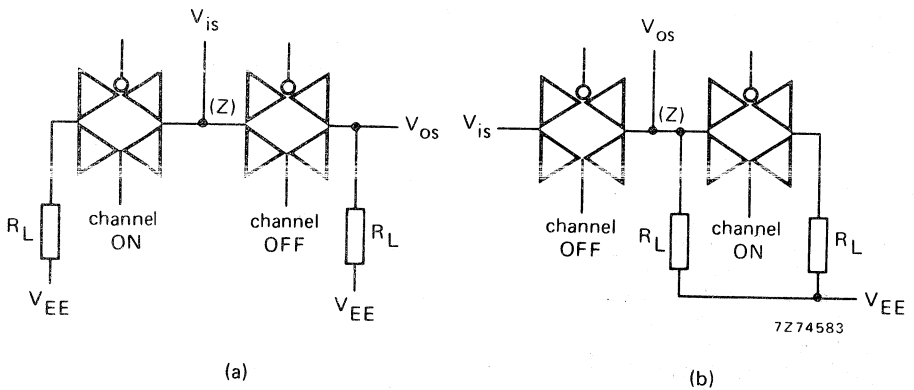 V_is
(Z)
V_os
R_L
channel
ON
channel
OFF
R_L
V_EE
V_EE
(a)
V_os
V_is
(Z)
channel
OFF
R_L
channel
ON
R_L
V_EE
7Z74583
(b)